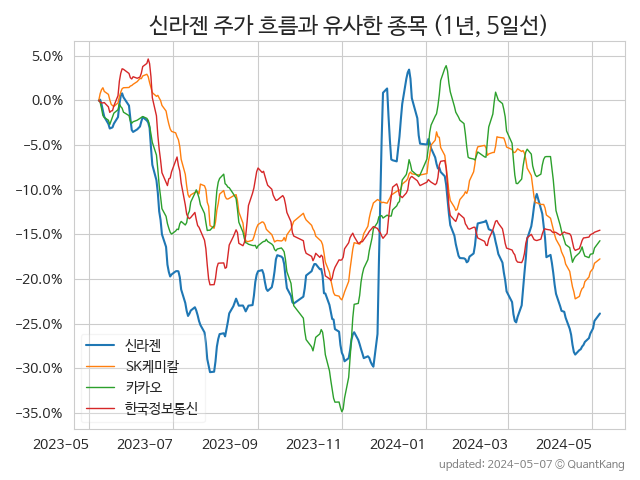 신라젠 주가 흐름과 유사한 종목 (1년, 5일선)
5.0%
0.0%
−5.0%
−10.0%
−15.0%
−20.0%
−25.0%
−30.0%
−35.0%
신라젠
SK케미칼
카카오
한국정보통신
2023-05 2023-07 2023-09 2023-11 2024-01 2024-03 2024-05
updated: 2024-05-07 © QuantKang